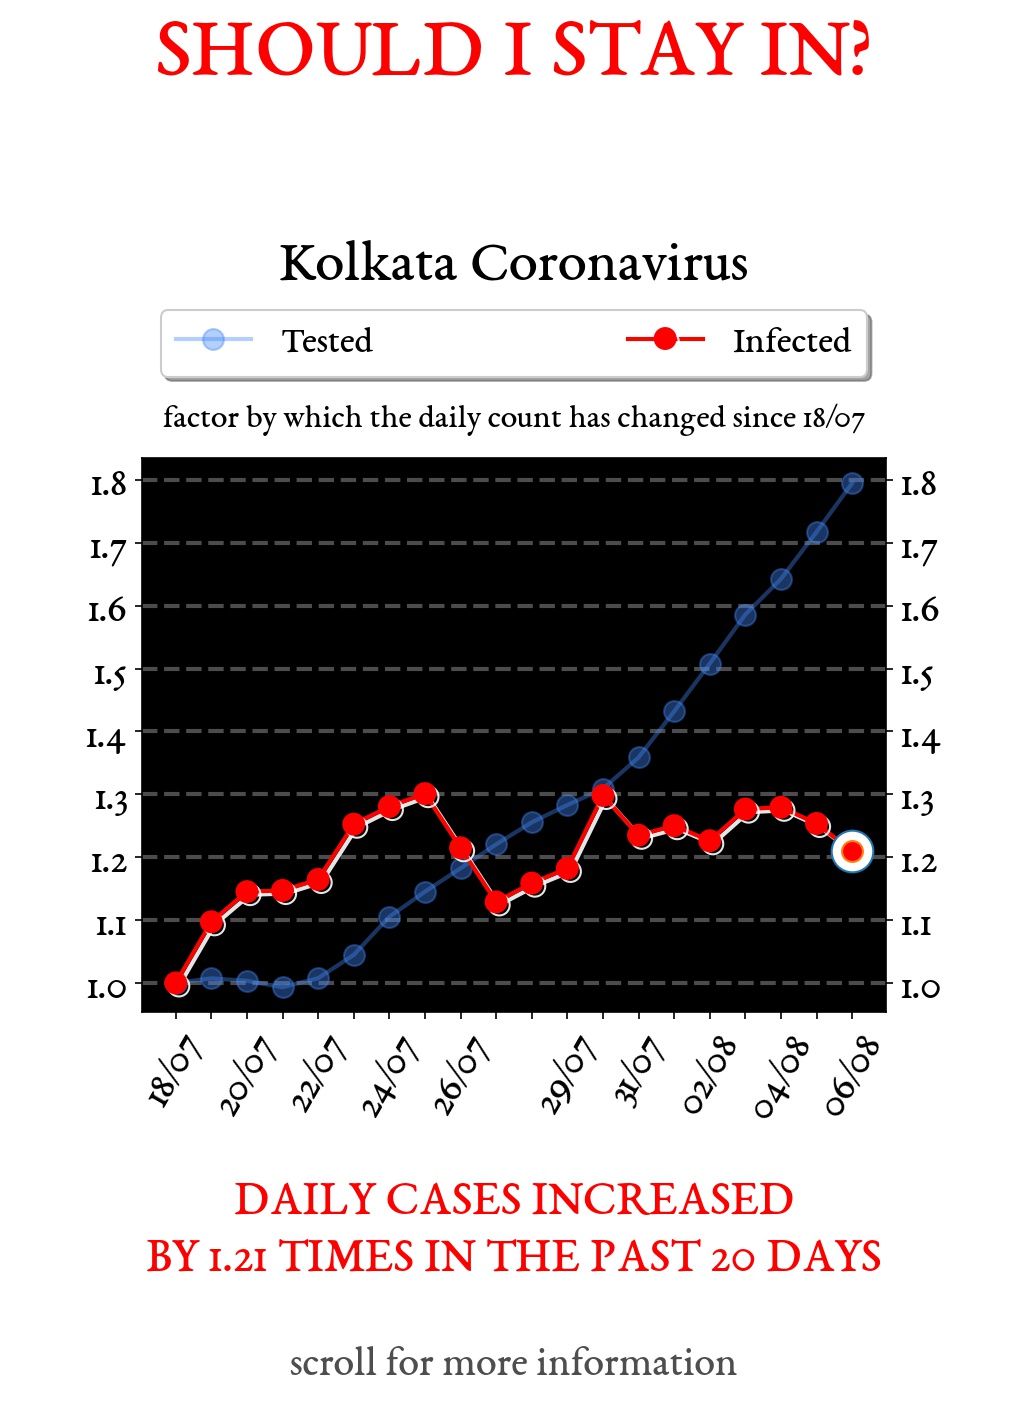 SHOULD I STAY IN?
Kolkata Coronavirus
Tested Infected
factor by which the daily count has changed since 18/07
1.8 1.8
1.7 1.7
1.6 1.6
1.5 1.5
1.4 1.4
1.3 1.3
1.2 1.2
1.1 1.1
1.0 1.0
18/07 20/07 22/07 24/07 26/07 29/07 31/07 02/08 04/08 06/08
DAILY CASES INCREASED
BY 1.21 TIMES IN THE PAST 20 DAYS
scroll for more information